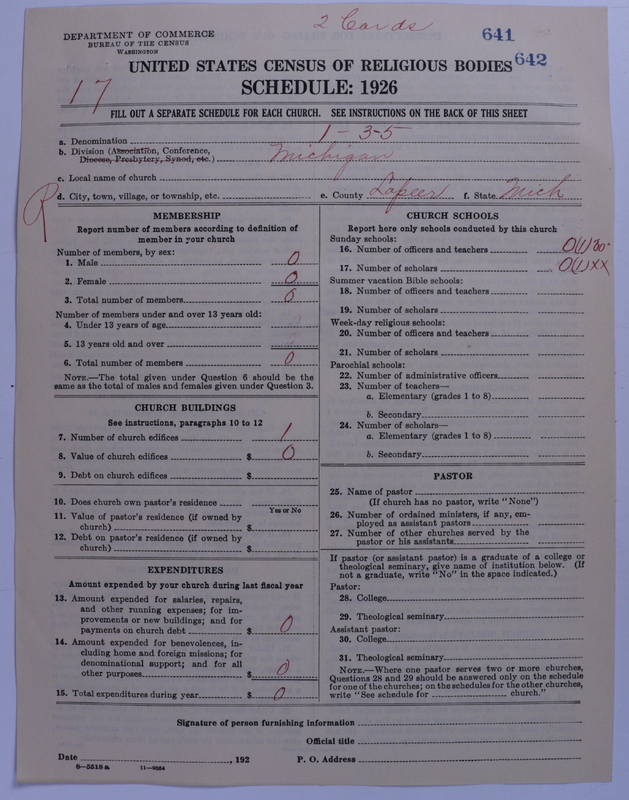 2 Cards
DEPARTMENT OF COMMERCE
BUREAU OF THE CENSUS
WASHINGTON
641
642
UNITED STATES CENSUS OF RELIGIOUS BODIES
SCHEDULE: 1926
17
FILL OUT A SEPARATE SCHEDULE FOR EACH CHURCH. SEE INSTRUCTIONS ON THE BACK OF THIS SHEET
a. Denomination 1-3-5
b. Division (Association, Conference, Diocese, Presbytery, Synod, etc.) Michigan
c. Local name of church
R
d. City, town, village, or township, etc. e. County Lapeer f. State Mich
MEMBERSHIP
Report number of members according to definition of
member in your church
Number of members, by sex:
1. Male 0
2. Female 0
3. Total number of members 0
Number of members under and over 13 years old:
4. Under 13 years of age
5. 13 years old and over
6. Total number of members 0
NOTE.—The total given under Question 6 should be the
same as the total of males and females given under Question 3.
CHURCH BUILDINGS
See instructions, paragraphs 10 to 12
7. Number of church edifices 1
8. Value of church edifices $ 0
9. Debt on church edifices $
10. Does church own pastor's residence
Yes or No
11. Value of pastor's residence (if owned by
church) $
12. Debt on pastor's residence (if owned by
church) $
EXPENDITURES
Amount expended by your church during last fiscal year
13. Amount expended for salaries, repairs,
and other running expenses; for im-
provements or new buildings; and for
payments on church debt $ 0
14. Amount expended for benevolences, in-
cluding home and foreign missions; for
denominational support; and for all
other purposes $ 0
15. Total expenditures during year $ 0
CHURCH SCHOOLS
Report here only schools conducted by this church
Sunday schools:
16. Number of officers and teachers 0(1)80
17. Number of scholars 0(1)XX
Summer vacation Bible schools:
18. Number of officers and teachers
19. Number of scholars
Week-day religious schools:
20. Number of officers and teachers
21. Number of scholars
Parochial schools:
22. Number of administrative officers
23. Number of teachers—
a. Elementary (grades 1 to 8)
b. Secondary
24. Number of scholars—
a. Elementary (grades 1 to 8)
b. Secondary
PASTOR
25. Name of pastor
(If church has no pastor, write "None")
26. Number of ordained ministers, if any, em-
ployed as assistant pastors
27. Number of other churches served by the
pastor or his assistants
If pastor (or assistant pastor) is a graduate of a college or
theological seminary, give name of institution below. (If
not a graduate, write "No" in the space indicated.)
Pastor:
28. College
29. Theological seminary
Assistant pastor:
30. College
31. Theological seminary
NOTE.—Where one pastor serves two or more churches,
Questions 28 and 29 should be answered only on the schedule
for one of the churches; on the schedules for the other churches,
write "See schedule for church."
Signature of person furnishing information
Official title
Date , 192 P. O. Address
8—5518a 11—9554